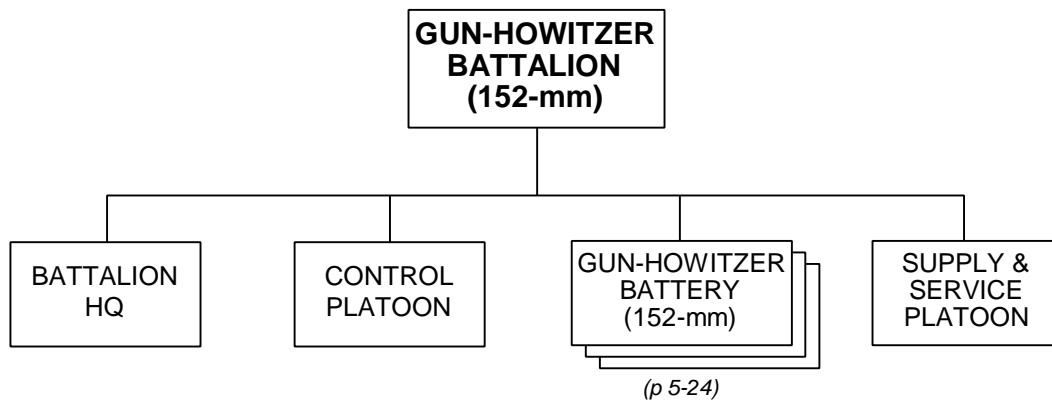 GUN-HOWITZER
BATTALION
(152-mm)
BATTALION
HQ
CONTROL
PLATOON
GUN-HOWITZER
BATTERY
(152-mm)
SUPPLY &
SERVICE
PLATOON
(p 5-24)